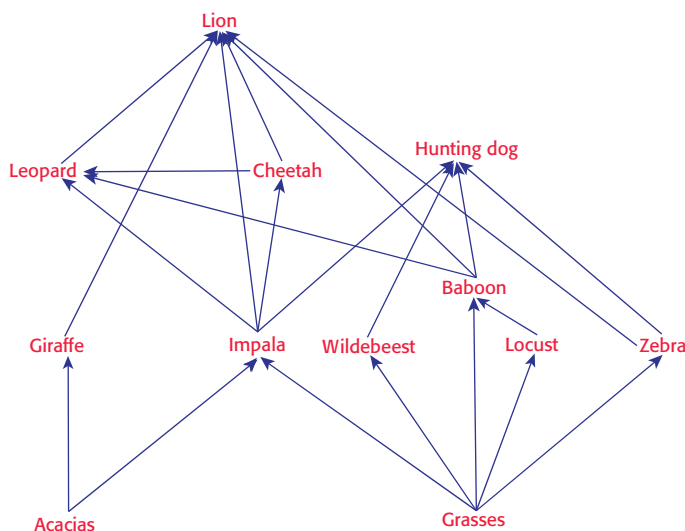 Lion
Hunting dog
Leopard
Cheetah
Baboon
Giraffe
Impala
Wildebeest
Locust
Zebra
Acacias
Grasses